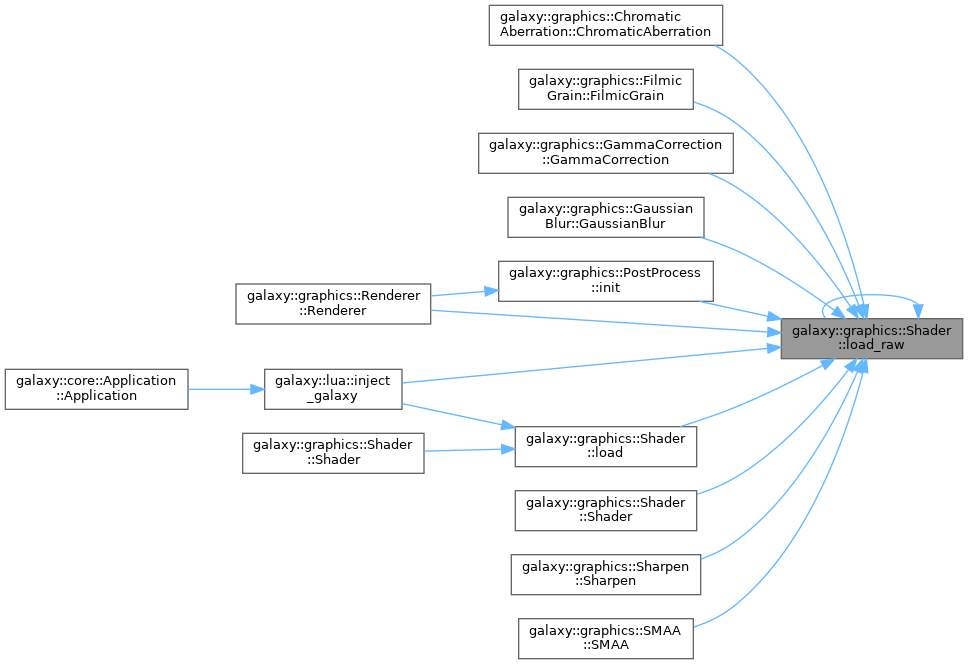 galaxy::graphics::Chromatic
Aberration::ChromaticAberration
galaxy::graphics::Filmic
Grain::FilmicGrain
galaxy::graphics::GammaCorrection
::GammaCorrection
galaxy::graphics::Gaussian
Blur::GaussianBlur
galaxy::graphics::PostProcess
::init
galaxy::graphics::Renderer
::Renderer
galaxy::graphics::Shader
::load_raw
galaxy::core::Application
::Application
galaxy::lua::inject
_galaxy
galaxy::graphics::Shader
::Shader
galaxy::graphics::Shader
::load
galaxy::graphics::Shader
::Shader
galaxy::graphics::Sharpen
::Sharpen
galaxy::graphics::SMAA
::SMAA